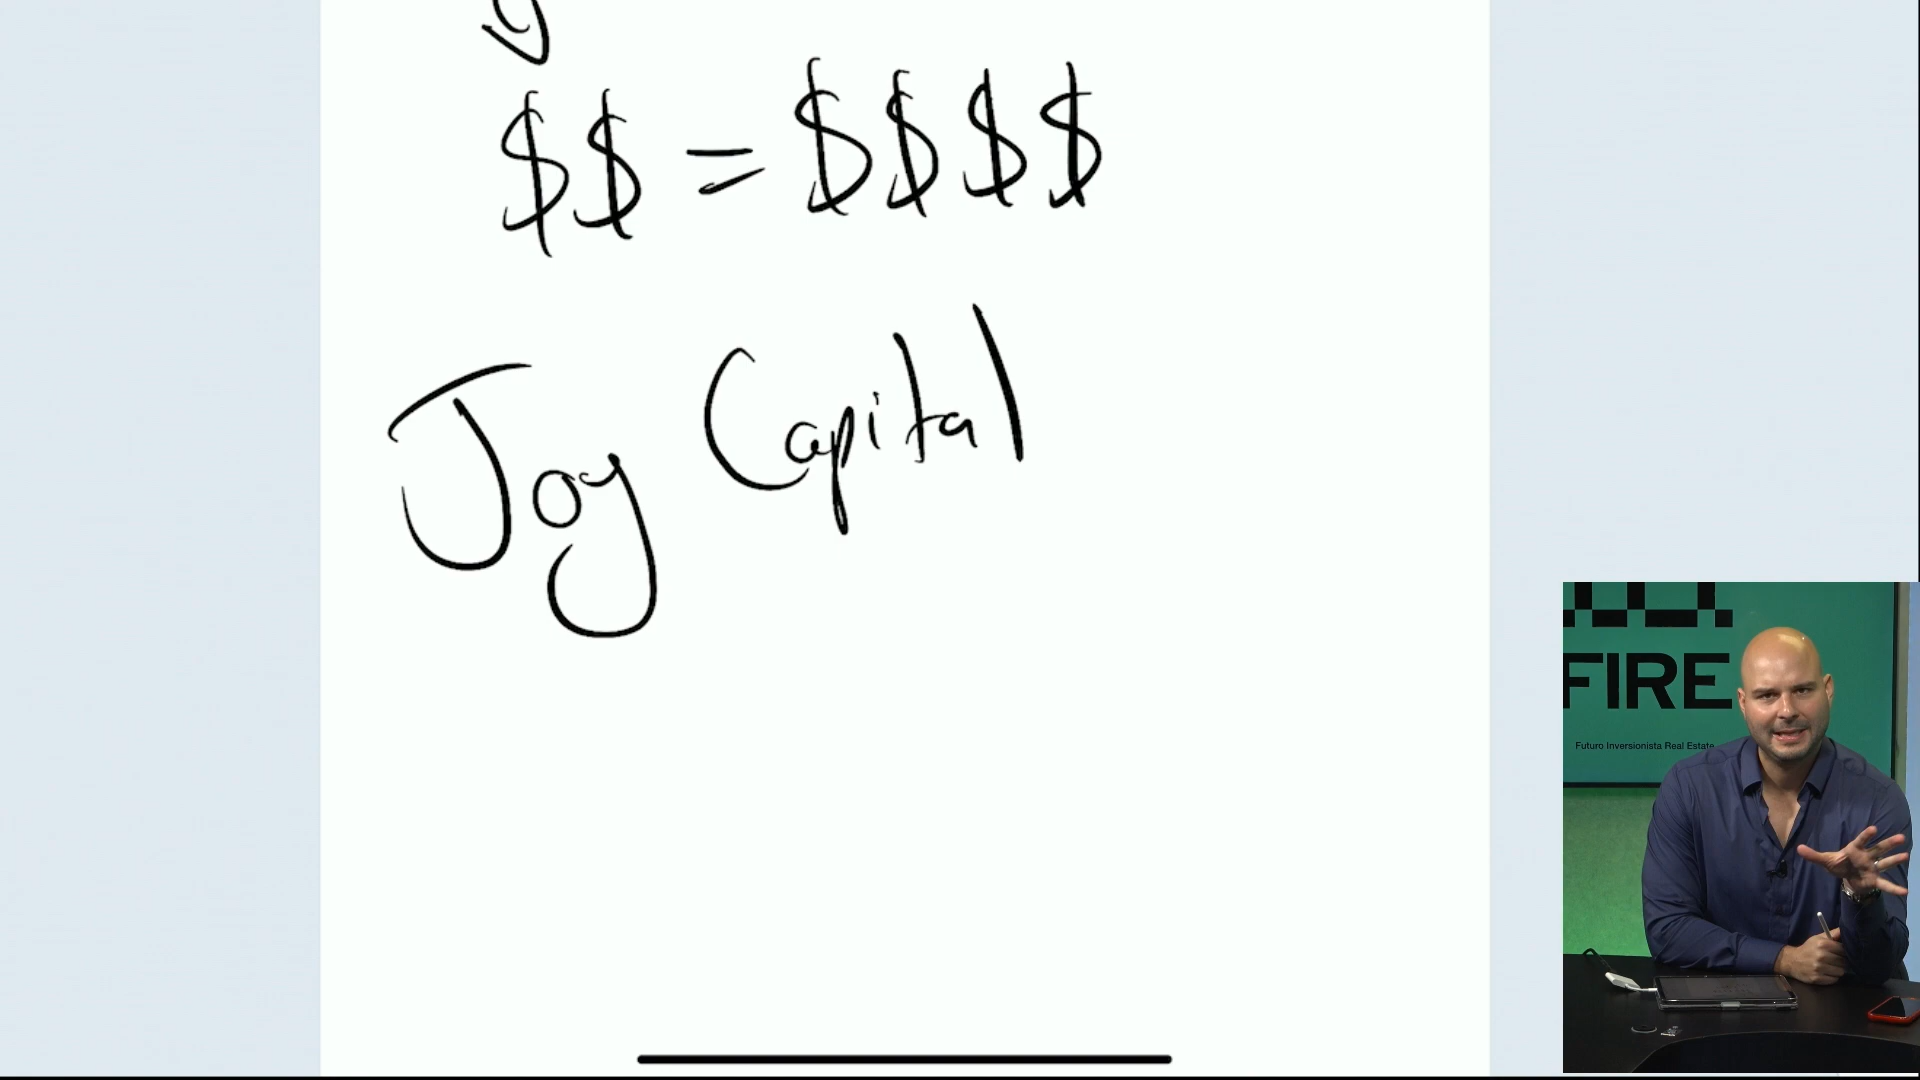 $$ = $$$$
Joy Capital
FIRE
Futuro Inversionista Real Estate